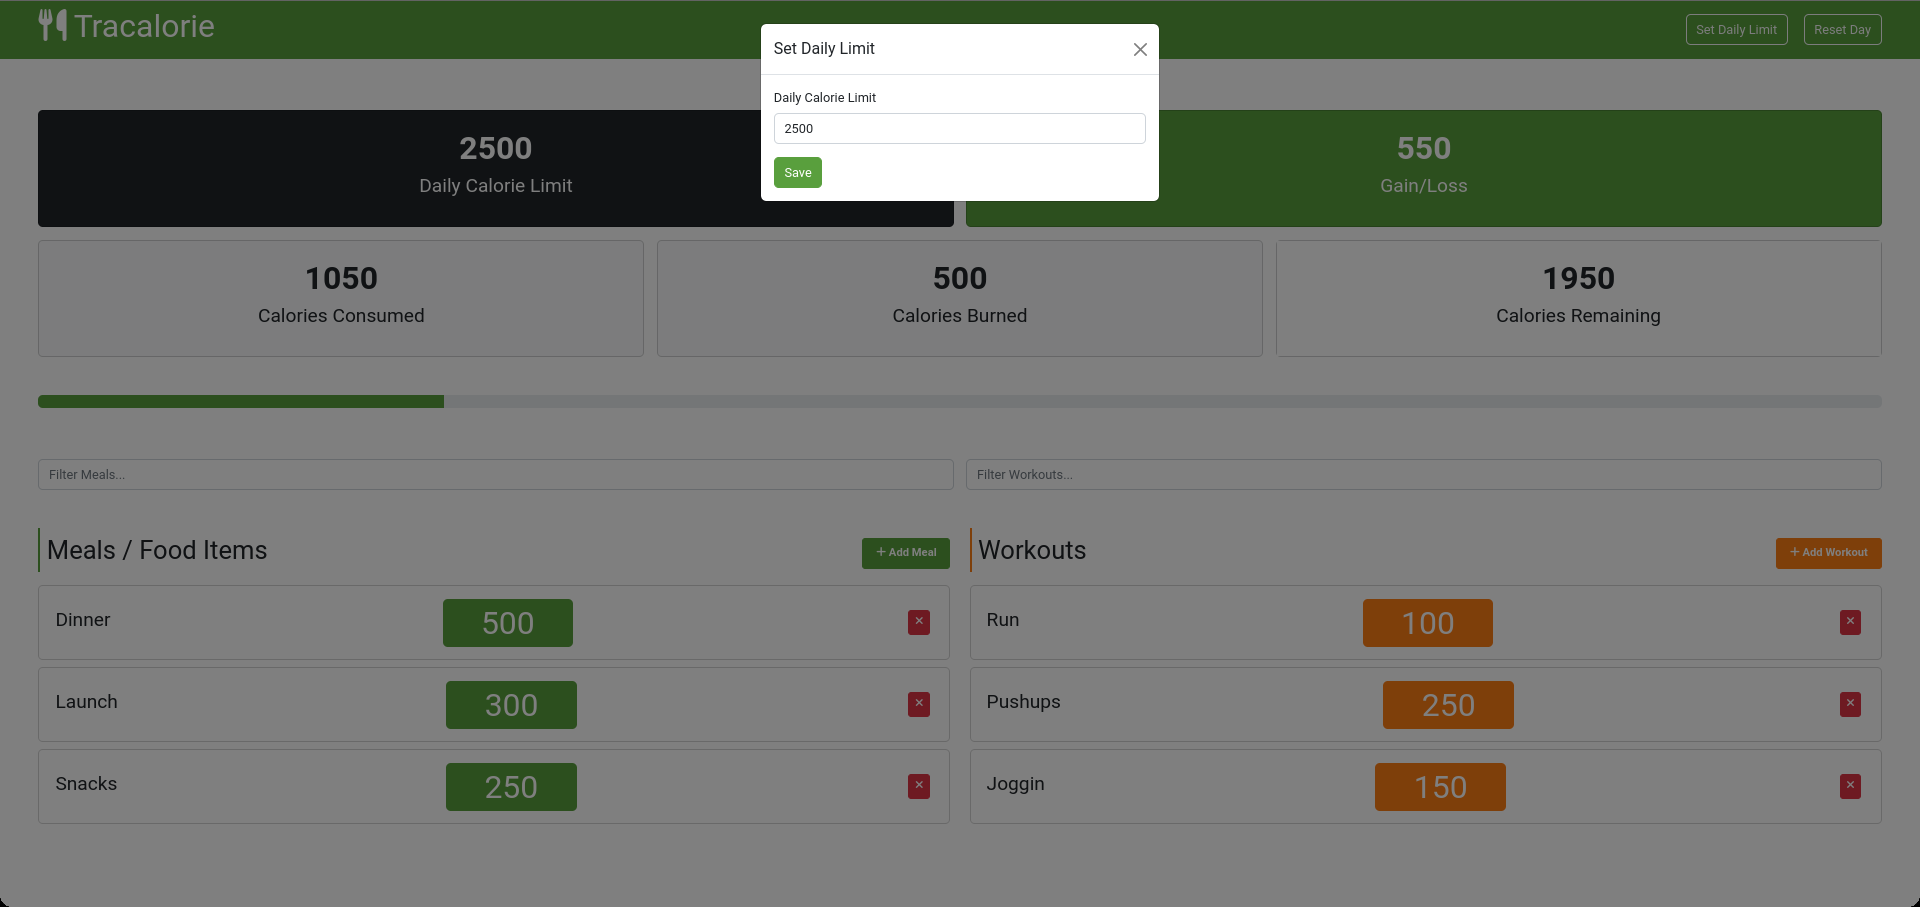 Tracalorie
Set Daily Limit
Reset Day
Set Daily Limit
Daily Calorie Limit
2500
Save
2500
Daily Calorie Limit
550
Gain/Loss
1050
Calories Consumed
500
Calories Burned
1950
Calories Remaining
Filter Meals...
Filter Workouts...
Meals / Food Items
+ Add Meal
Dinner
500
Launch
300
Snacks
250
Workouts
+ Add Workout
Run
100
Pushups
250
Joggin
150